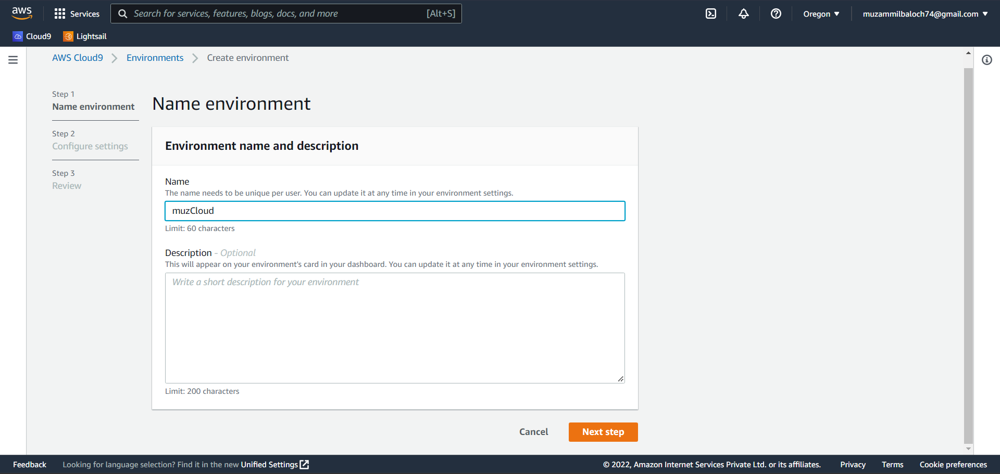 aws Services Search for services, features, blogs, docs, and more [Alt+S] Oregon muzammilbaloch74@gmail.com
Cloud9 Lightsail
AWS Cloud9 Environments Create environment
Step 1
Name environment
Step 2
Configure settings
Step 3
Review
Name environment
Environment name and description
Name
The name needs to be unique per user. You can update it at any time in your environment settings.
muzCloud
Limit: 60 characters
Description - Optional
This will appear on your environment's card in your dashboard. You can update it at any time in your environment settings.
Write a short description for your environment
Limit: 200 characters
Cancel Next step
Feedback Looking for language selection? Find it in the new Unified Settings © 2022, Amazon Internet Services Private Ltd. or its affiliates. Privacy Terms Cookie preferences